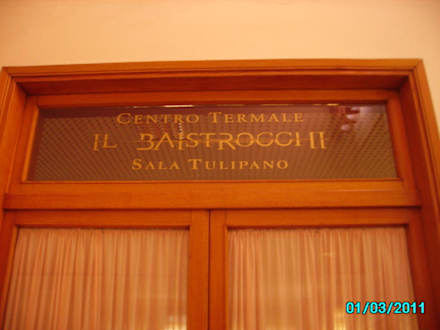 CENTRO TERMALE
IL BAISTROCCHI
SALA TULIPANO
01/03/2011